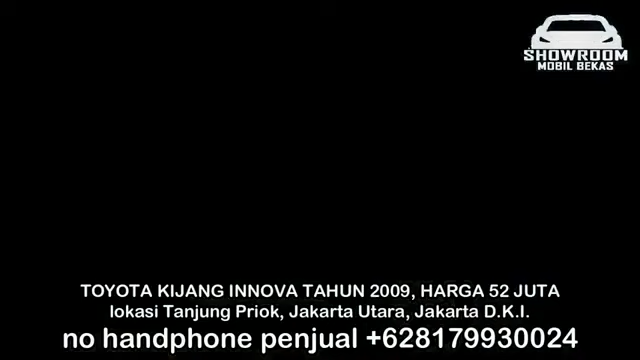 SHOWROOM
MOBIL BEKAS
TOYOTA KIJANG INNOVA TAHUN 2009, HARGA 52 JUTA
lokasi Tanjung Priok, Jakarta Utara, Jakarta D.K.I.
no handphone penjual +628179930024